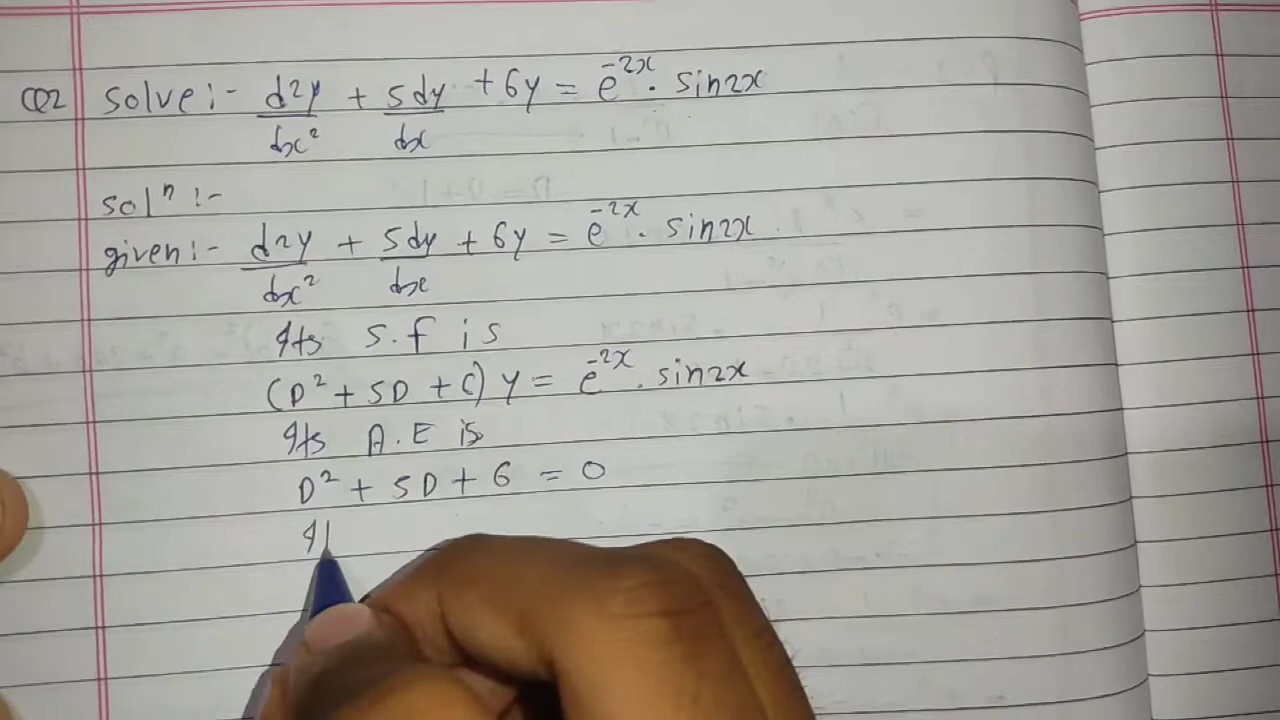 Q2 Solve :- d2y/dx² + 5dy/dx + 6y = e^-2x . sin2x
solⁿ :-
given :- d2y/dx² + 5dy/dx + 6y = e^-2x . sin2x.
Its S.f is
(D² + 5D + C) y = e^-2x . sin2x
Its A.E is
D² + 5D + 6 = 0